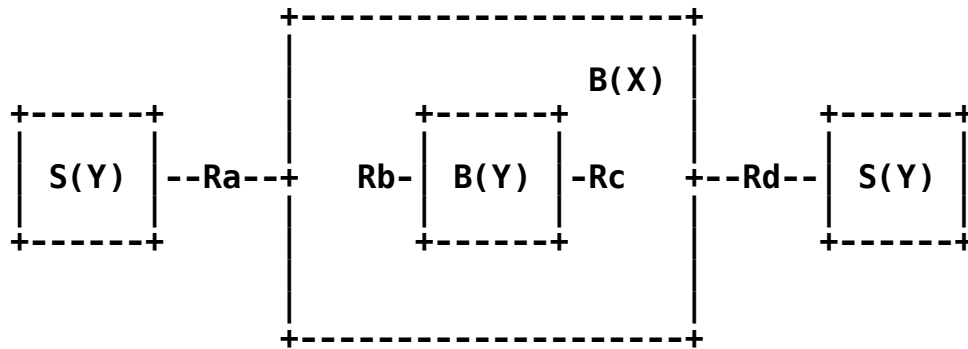 B(X)
S(Y) --Ra--+ Rb- B(Y) -Rc +--Rd-- S(Y)